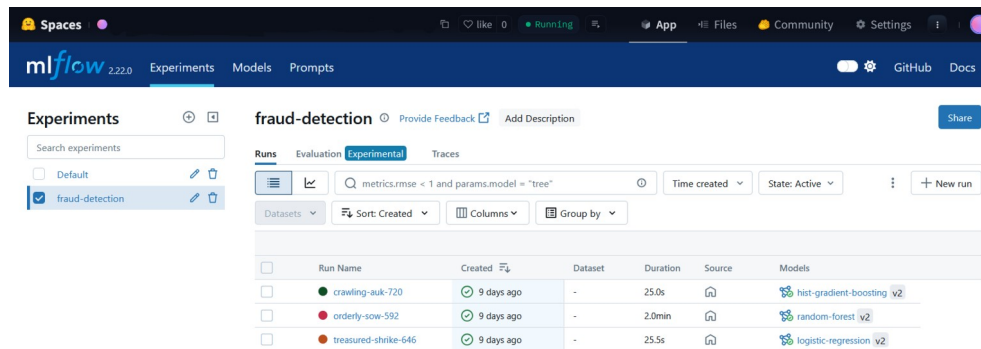 Spaces like 0 Running App Files Community Settings
mlflow 2.22.0 Experiments Models Prompts GitHub Docs
Experiments
Search experiments
Default
fraud-detection
fraud-detection Provide Feedback Add Description Share
Runs Evaluation Experimental Traces
metrics.rmse < 1 and params.model = "tree" Time created State: Active + New run
Datasets Sort: Created Columns Group by
Run Name Created Dataset Duration Source Models
crawling-auk-720 9 days ago - 25.0s hist-gradient-boosting v2
orderly-sow-592 9 days ago - 2.0min random-forest v2
treasured-shrike-646 9 days ago - 25.5s logistic-regression v2